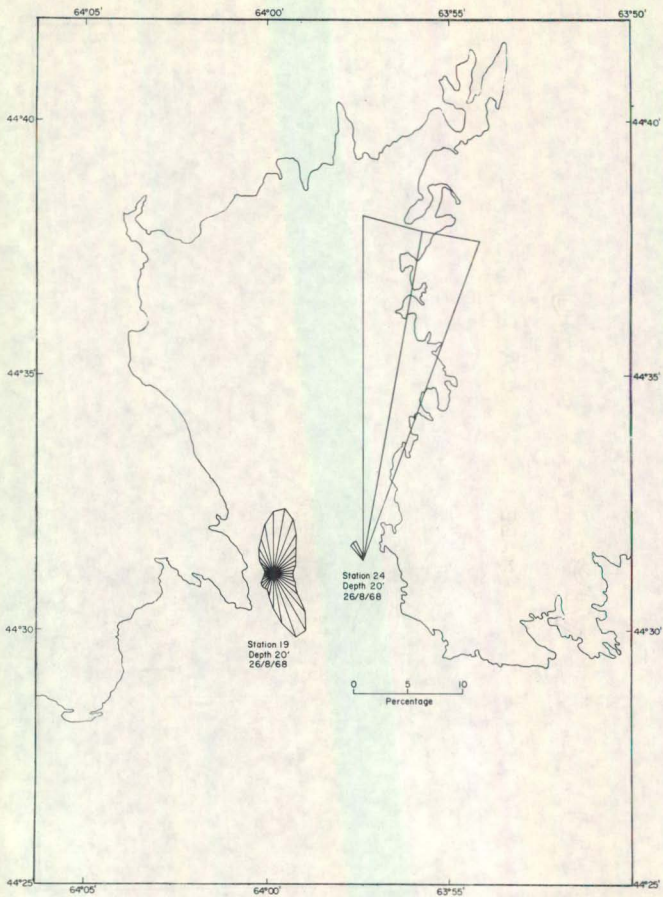 64°05' 64°00' 63°55' 63°50'
44°40' 44°40'
44°35' 44°35'
Station 24
Depth 20'
26/8/68
44°30' 44°30'
Station 19
Depth 20'
26/8/68
0 5 10
Percentage
44°25' 44°25'
64°05' 64°00' 63°55' 63°50'